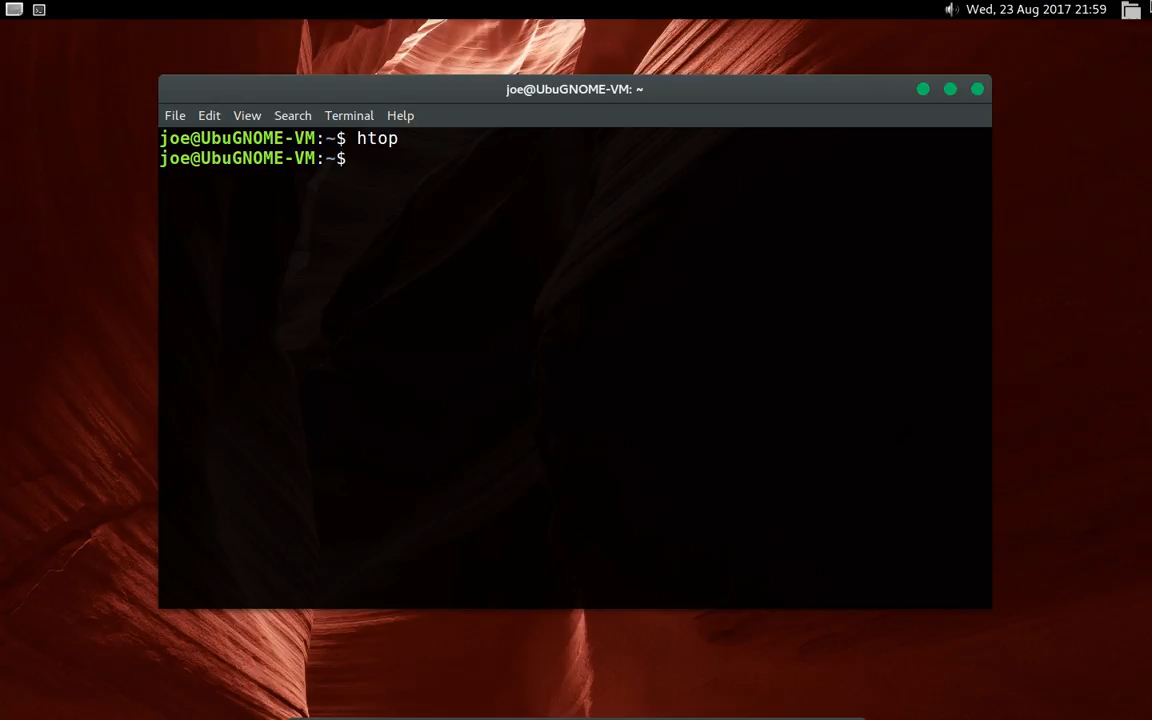 Wed, 23 Aug 2017 21:59
joe@UbuGNOME-VM: ~
File Edit View Search Terminal Help
joe@UbuGNOME-VM:~$ htop
joe@UbuGNOME-VM:~$